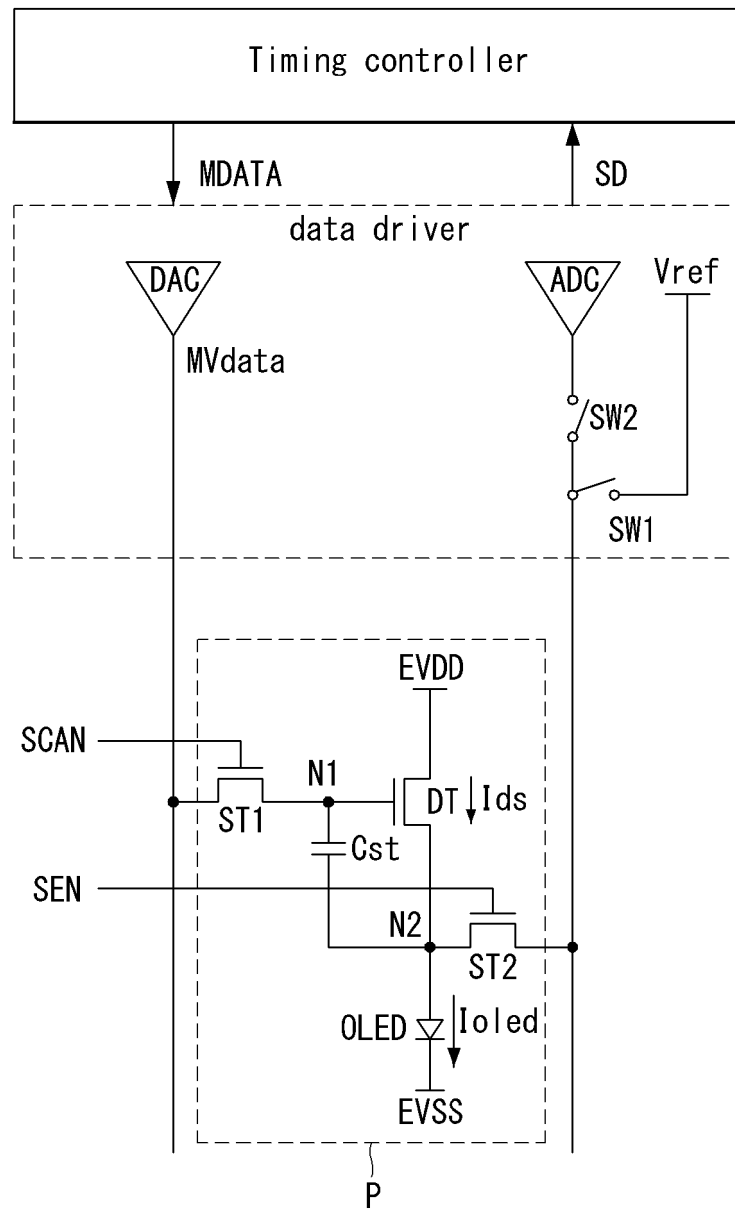 Timing controller
MDATA
SD
data driver
DAC
ADC
Vref
MVdata
SW2
SW1
EVDD
SCAN
N1
DT
Ids
ST1
Cst
SEN
N2
ST2
OLED
Ioled
EVSS
P